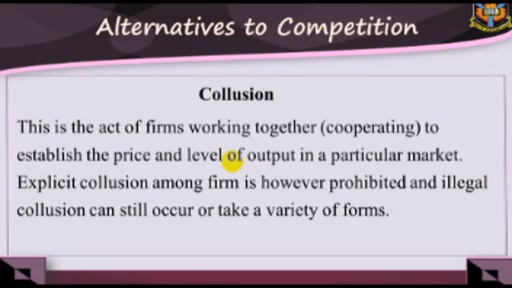 Alternatives to Competition
Collusion
This is the act of firms working together (cooperating) to
establish the price and level of output in a particular market.
Explicit collusion among firm is however prohibited and illegal
collusion can still occur or take a variety of forms.